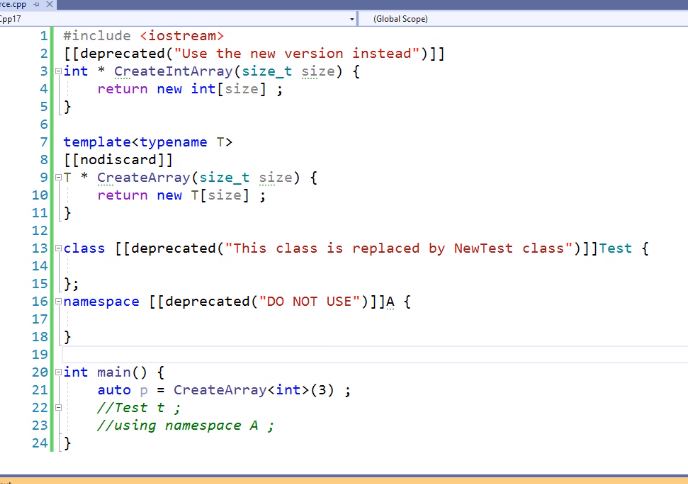 rce.cpp
Cpp17
(Global Scope)
1 #include <iostream>
2 [[deprecated("Use the new version instead")]]
3 int * CreateIntArray(size_t size) {
4     return new int[size] ;
5 }
6
7 template<typename T>
8 [[nodiscard]]
9 T * CreateArray(size_t size) {
10     return new T[size] ;
11 }
12
13 class [[deprecated("This class is replaced by NewTest class")]]Test {
14
15 };
16 namespace [[deprecated("DO NOT USE")]]A {
17
18 }
19
20 int main() {
21     auto p = CreateArray<int>(3) ;
22     //Test t ;
23     //using namespace A ;
24 }